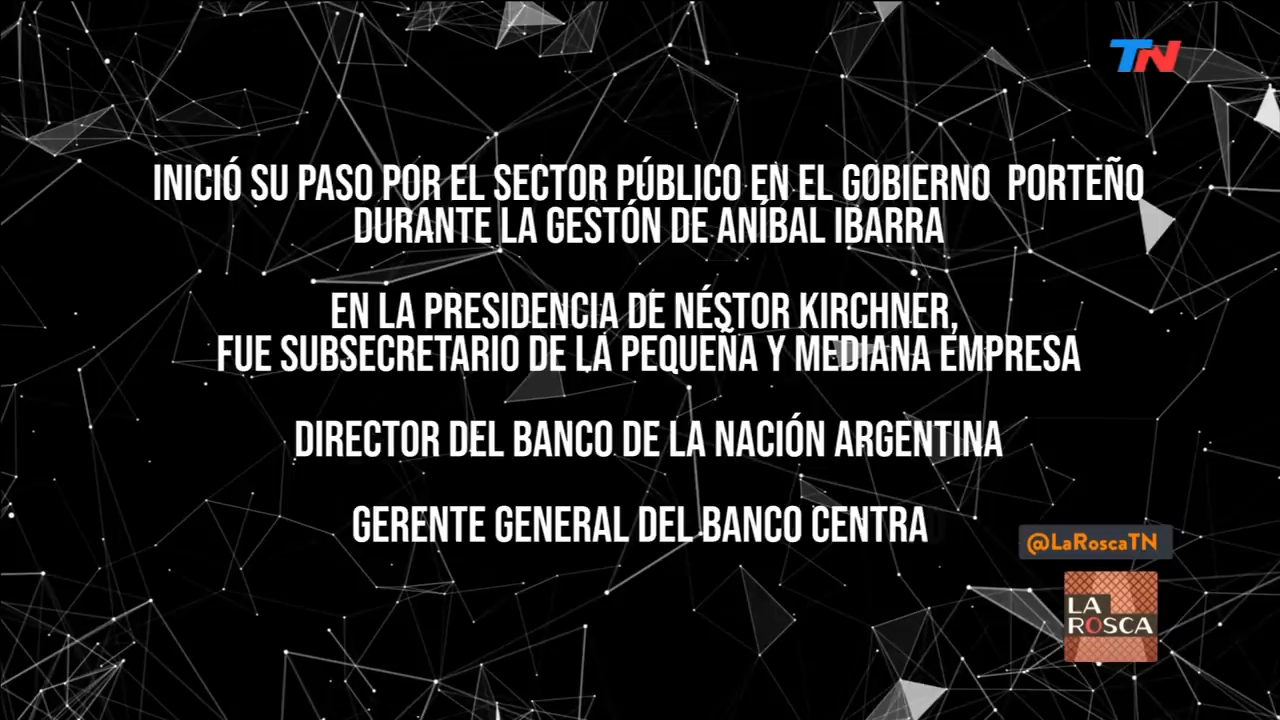 TN
INICIÓ SU PASO POR EL SECTOR PÚBLICO EN EL GOBIERNO PORTEÑO
DURANTE LA GESTÓN DE ANÍBAL IBARRA
EN LA PRESIDENCIA DE NÉSTOR KIRCHNER,
FUE SUBSECRETARIO DE LA PEQUEÑA Y MEDIANA EMPRESA
DIRECTOR DEL BANCO DE LA NACIÓN ARGENTINA
GERENTE GENERAL DEL BANCO CENTRA
@LaRoscaTN
LA
ROSCA